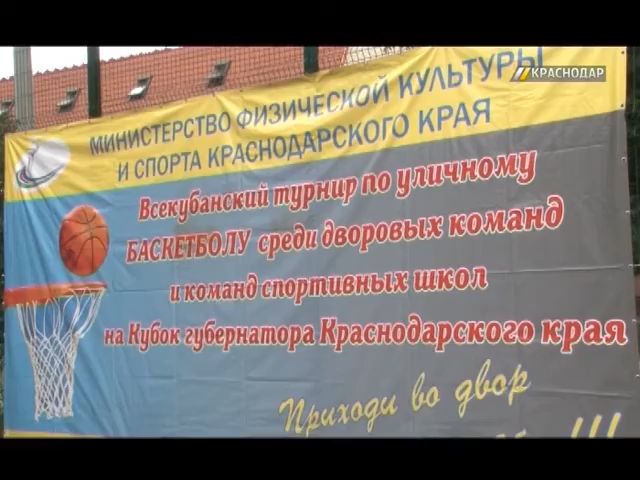 КРАСНОДАР
МИНИСТЕРСТВО ФИЗИЧЕСКОЙ КУЛЬТУРЫ
И СПОРТА КРАСНОДАРСКОГО КРАЯ
Всекубанский турнир по уличному
БАСКЕТБОЛУ среди дворовых команд
и команд спортивных школ
на Кубок губернатора Краснодарского края
Приходи во двор
!!!